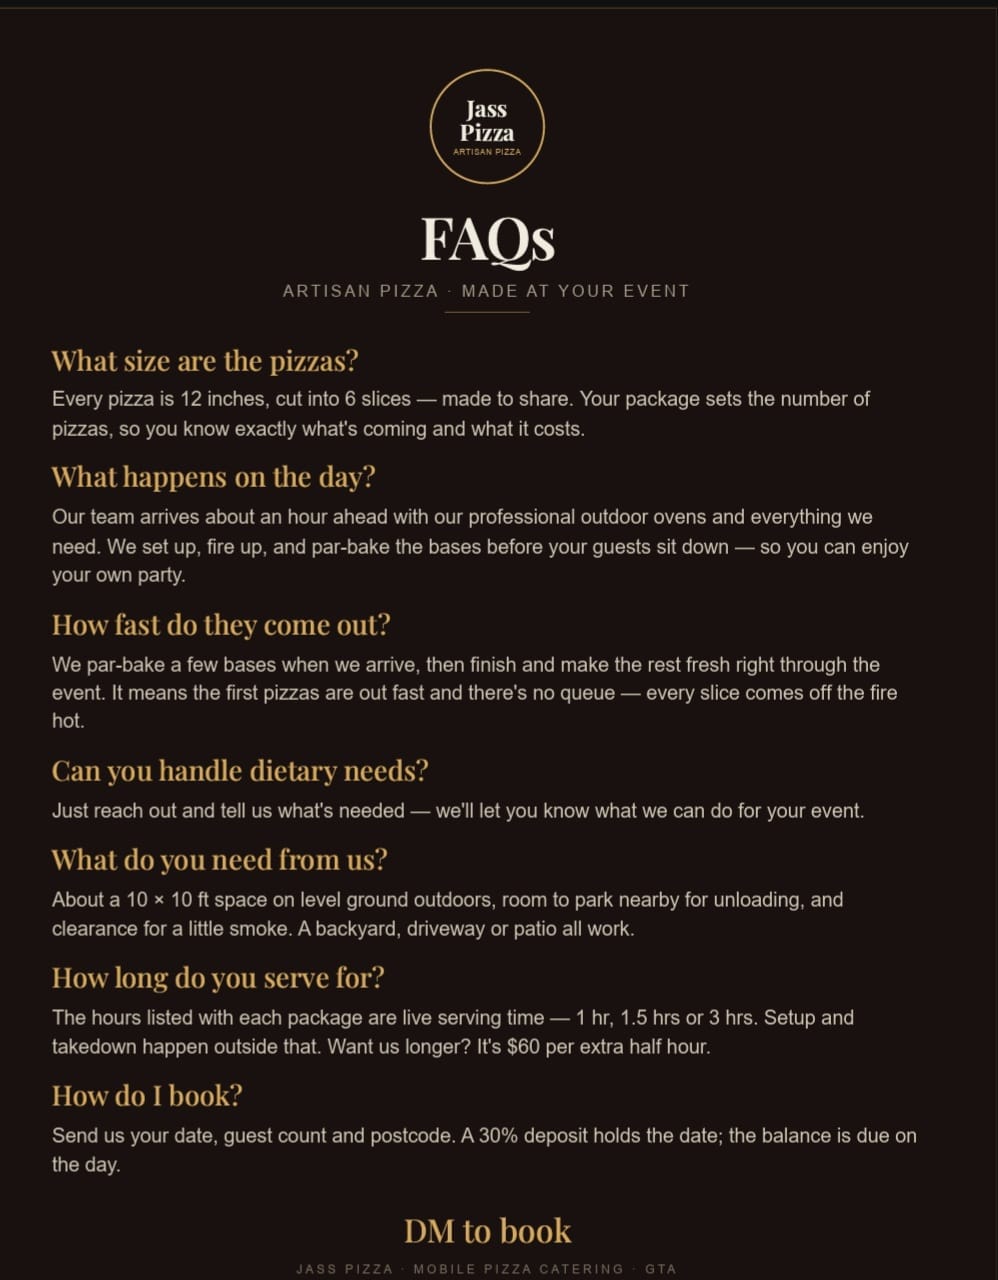 Jass
Pizza
ARTISAN PIZZA
FAQs
ARTISAN PIZZA · MADE AT YOUR EVENT
What size are the pizzas?
Every pizza is 12 inches, cut into 6 slices — made to share. Your package sets the number of
pizzas, so you know exactly what's coming and what it costs.
What happens on the day?
Our team arrives about an hour ahead with our professional outdoor ovens and everything we
need. We set up, fire up, and par-bake the bases before your guests sit down — so you can enjoy
your own party.
How fast do they come out?
We par-bake a few bases when we arrive, then finish and make the rest fresh right through the
event. It means the first pizzas are out fast and there's no queue — every slice comes off the fire
hot.
Can you handle dietary needs?
Just reach out and tell us what's needed — we'll let you know what we can do for your event.
What do you need from us?
About a 10 × 10 ft space on level ground outdoors, room to park nearby for unloading, and
clearance for a little smoke. A backyard, driveway or patio all work.
How long do you serve for?
The hours listed with each package are live serving time — 1 hr, 1.5 hrs or 3 hrs. Setup and
takedown happen outside that. Want us longer? It's $60 per extra half hour.
How do I book?
Send us your date, guest count and postcode. A 30% deposit holds the date; the balance is due on
the day.
DM to book
JASS PIZZA · MOBILE PIZZA CATERING · GTA